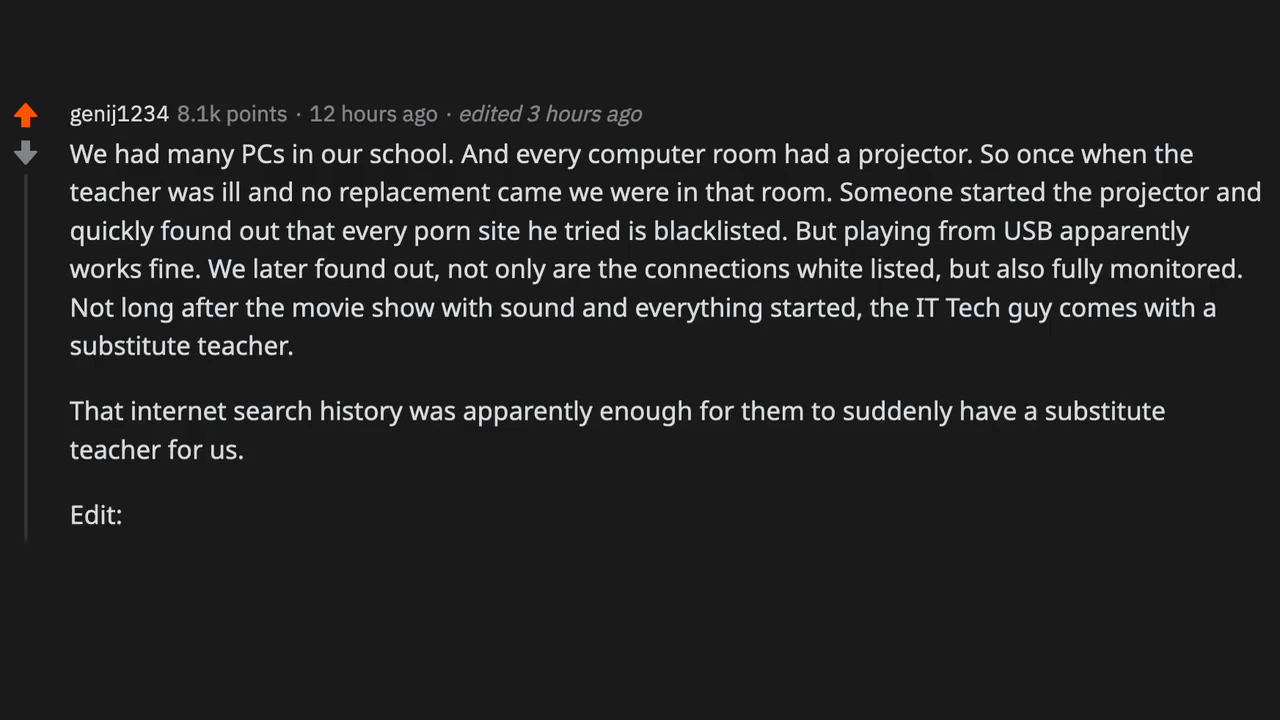 genij1234 8.1k points · 12 hours ago · edited 3 hours ago
We had many PCs in our school. And every computer room had a projector. So once when the
teacher was ill and no replacement came we were in that room. Someone started the projector and
quickly found out that every porn site he tried is blacklisted. But playing from USB apparently
works fine. We later found out, not only are the connections white listed, but also fully monitored.
Not long after the movie show with sound and everything started, the IT Tech guy comes with a
substitute teacher.
That internet search history was apparently enough for them to suddenly have a substitute
teacher for us.
Edit: